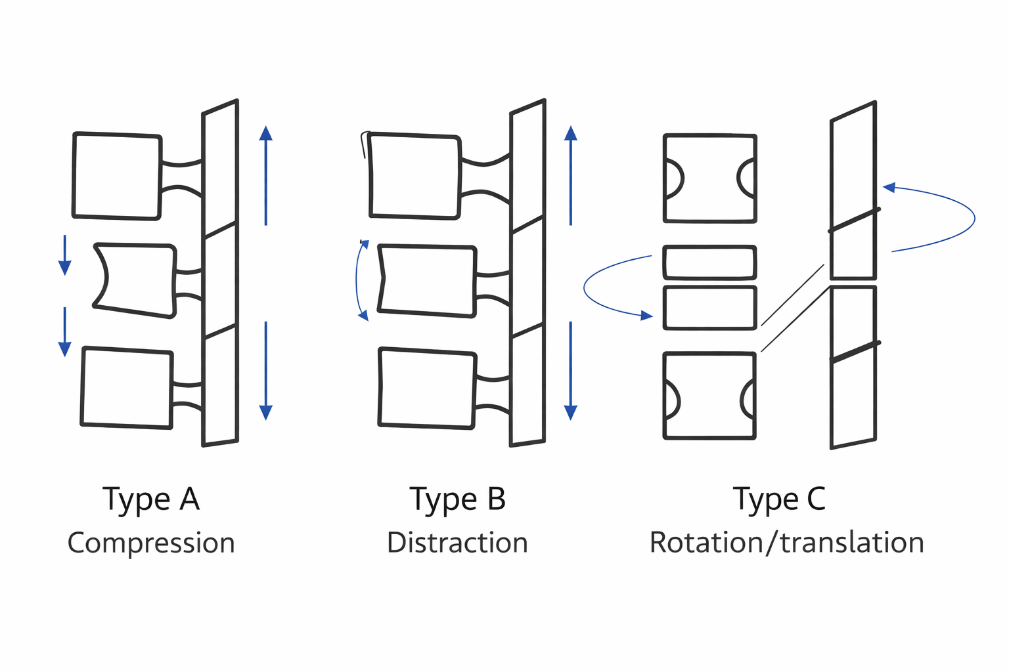 Type A
Compression
Type B
Distraction
Type C
Rotation/translation